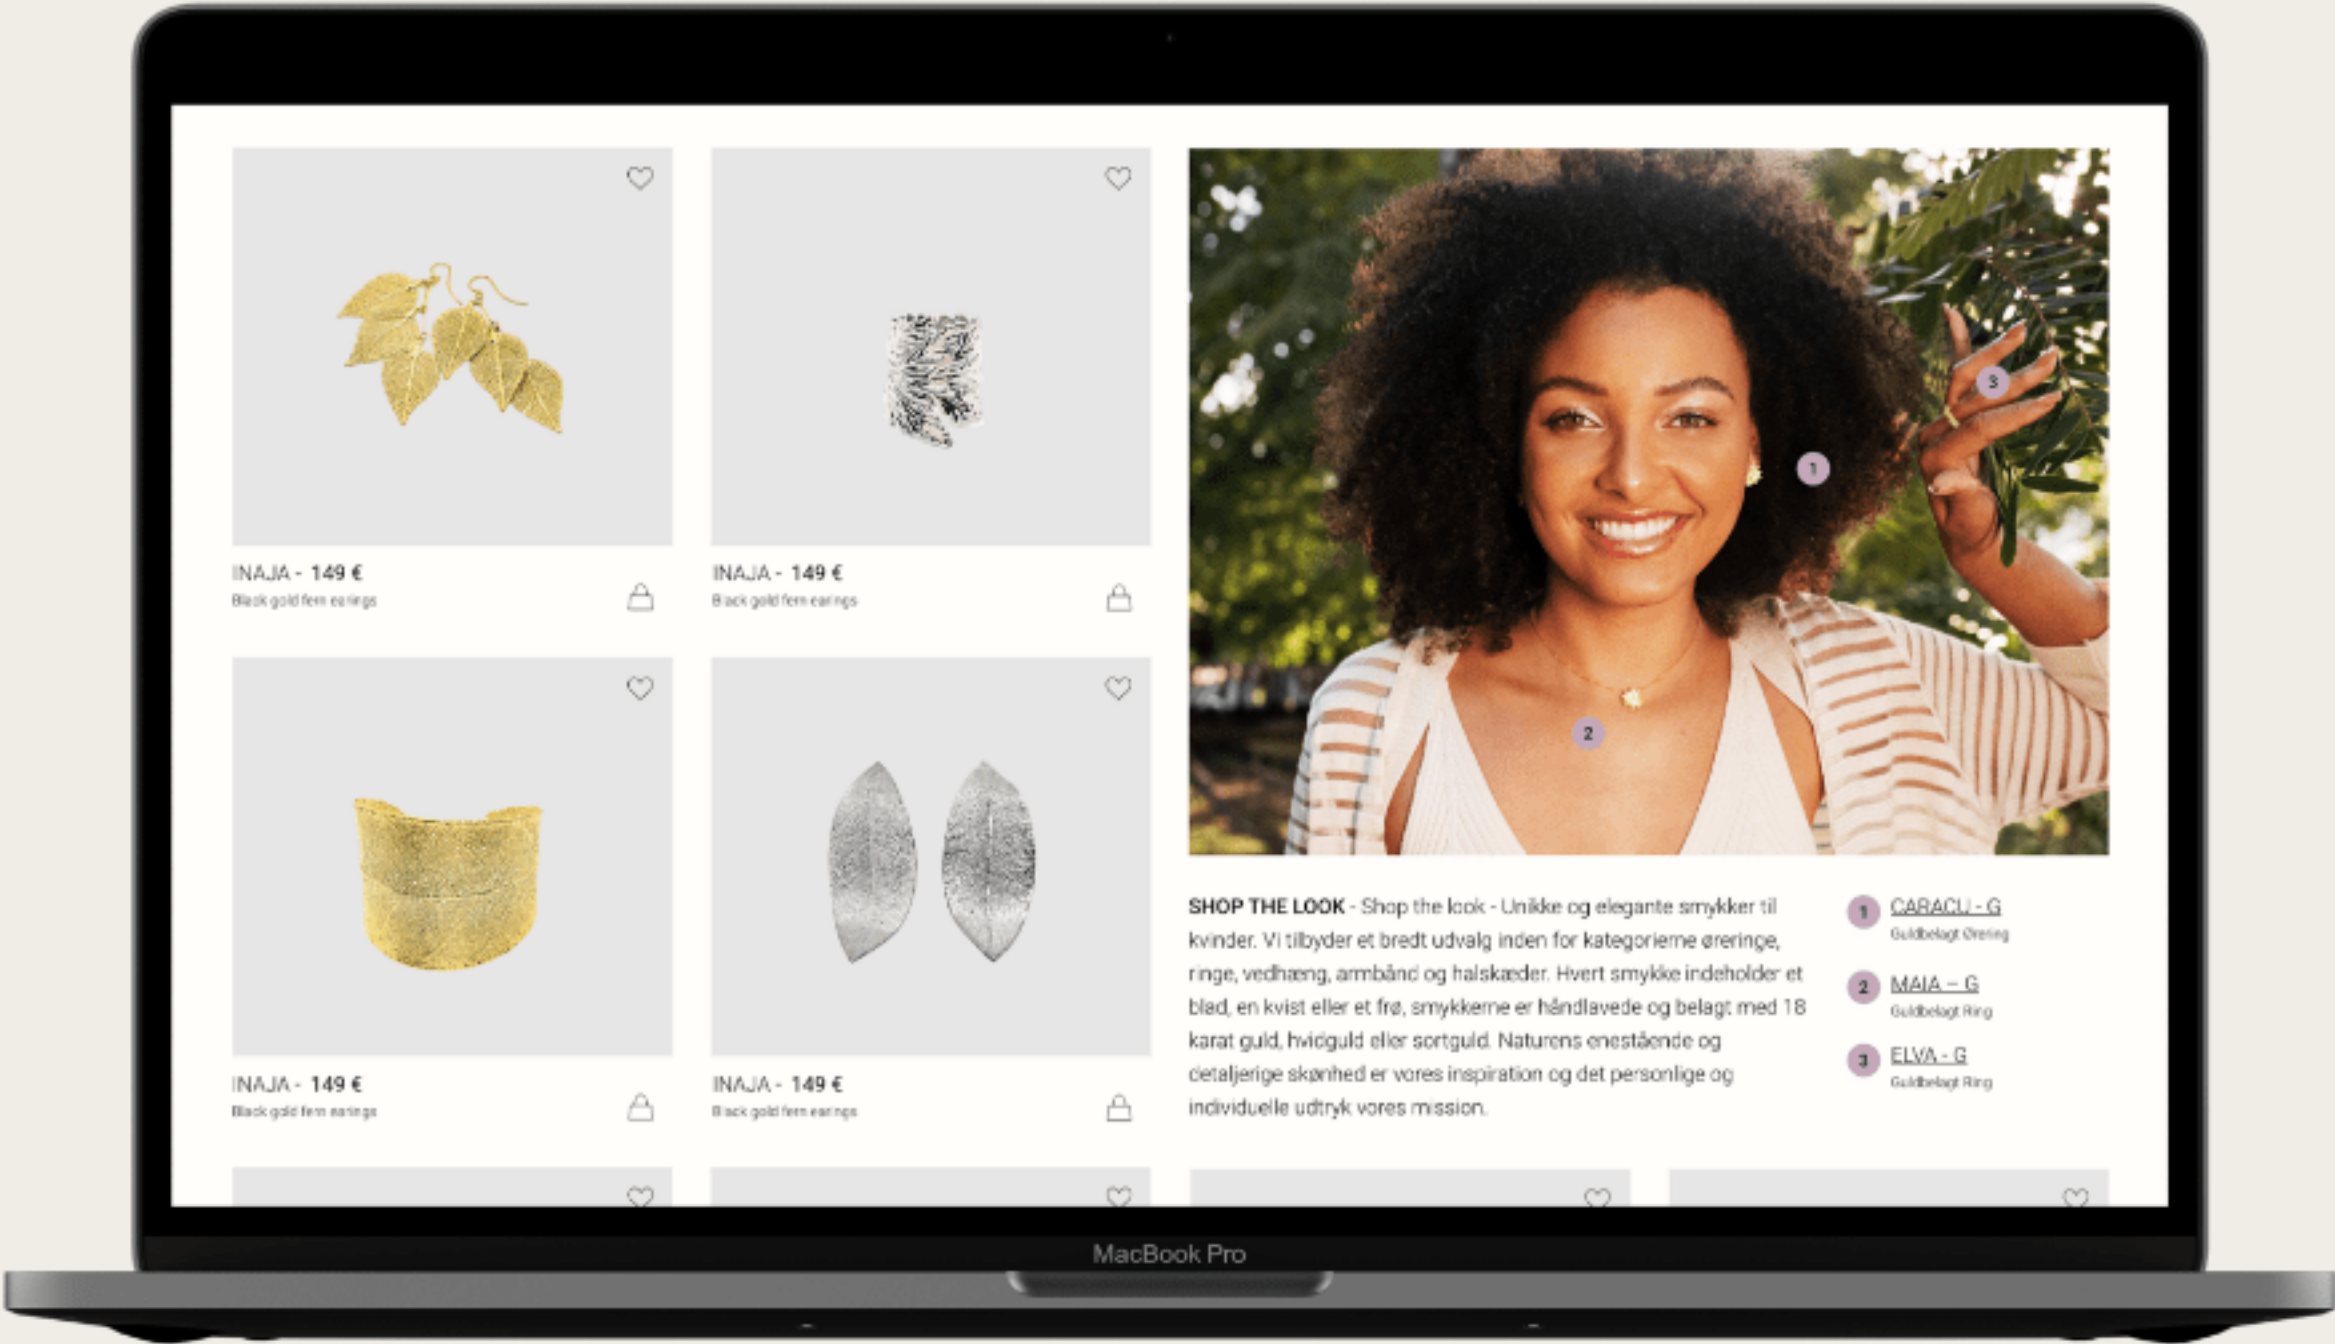 INAJA - 149 €
Black gold fern earings
INAJA - 149 €
Black gold fern earings
INAJA - 149 €
Black gold fern earings
INAJA - 149 €
Black gold fern earings
3
1
2
SHOP THE LOOK - Shop the look - Unikke og elegante smykker til
kvinder. Vi tilbyder et bredt udvalg inden for kategorierne øreringe,
ringe, vedhæng, armbånd og halskæder. Hvert smykke indeholder et
blad, en kvist eller et frø, smykkerne er håndlavede og belagt med 18
karat guld, hvidguld eller sortguld. Naturens enestående og
detaljerige skønhed er vores inspiration og det personlige og
individuelle udtryk vores mission.
1 CARACU - G
Guldbelagt Ørering
2 MAIA – G
Guldbelagt Ring
3 ELVA - G
Guldbelagt Ring
MacBook Pro